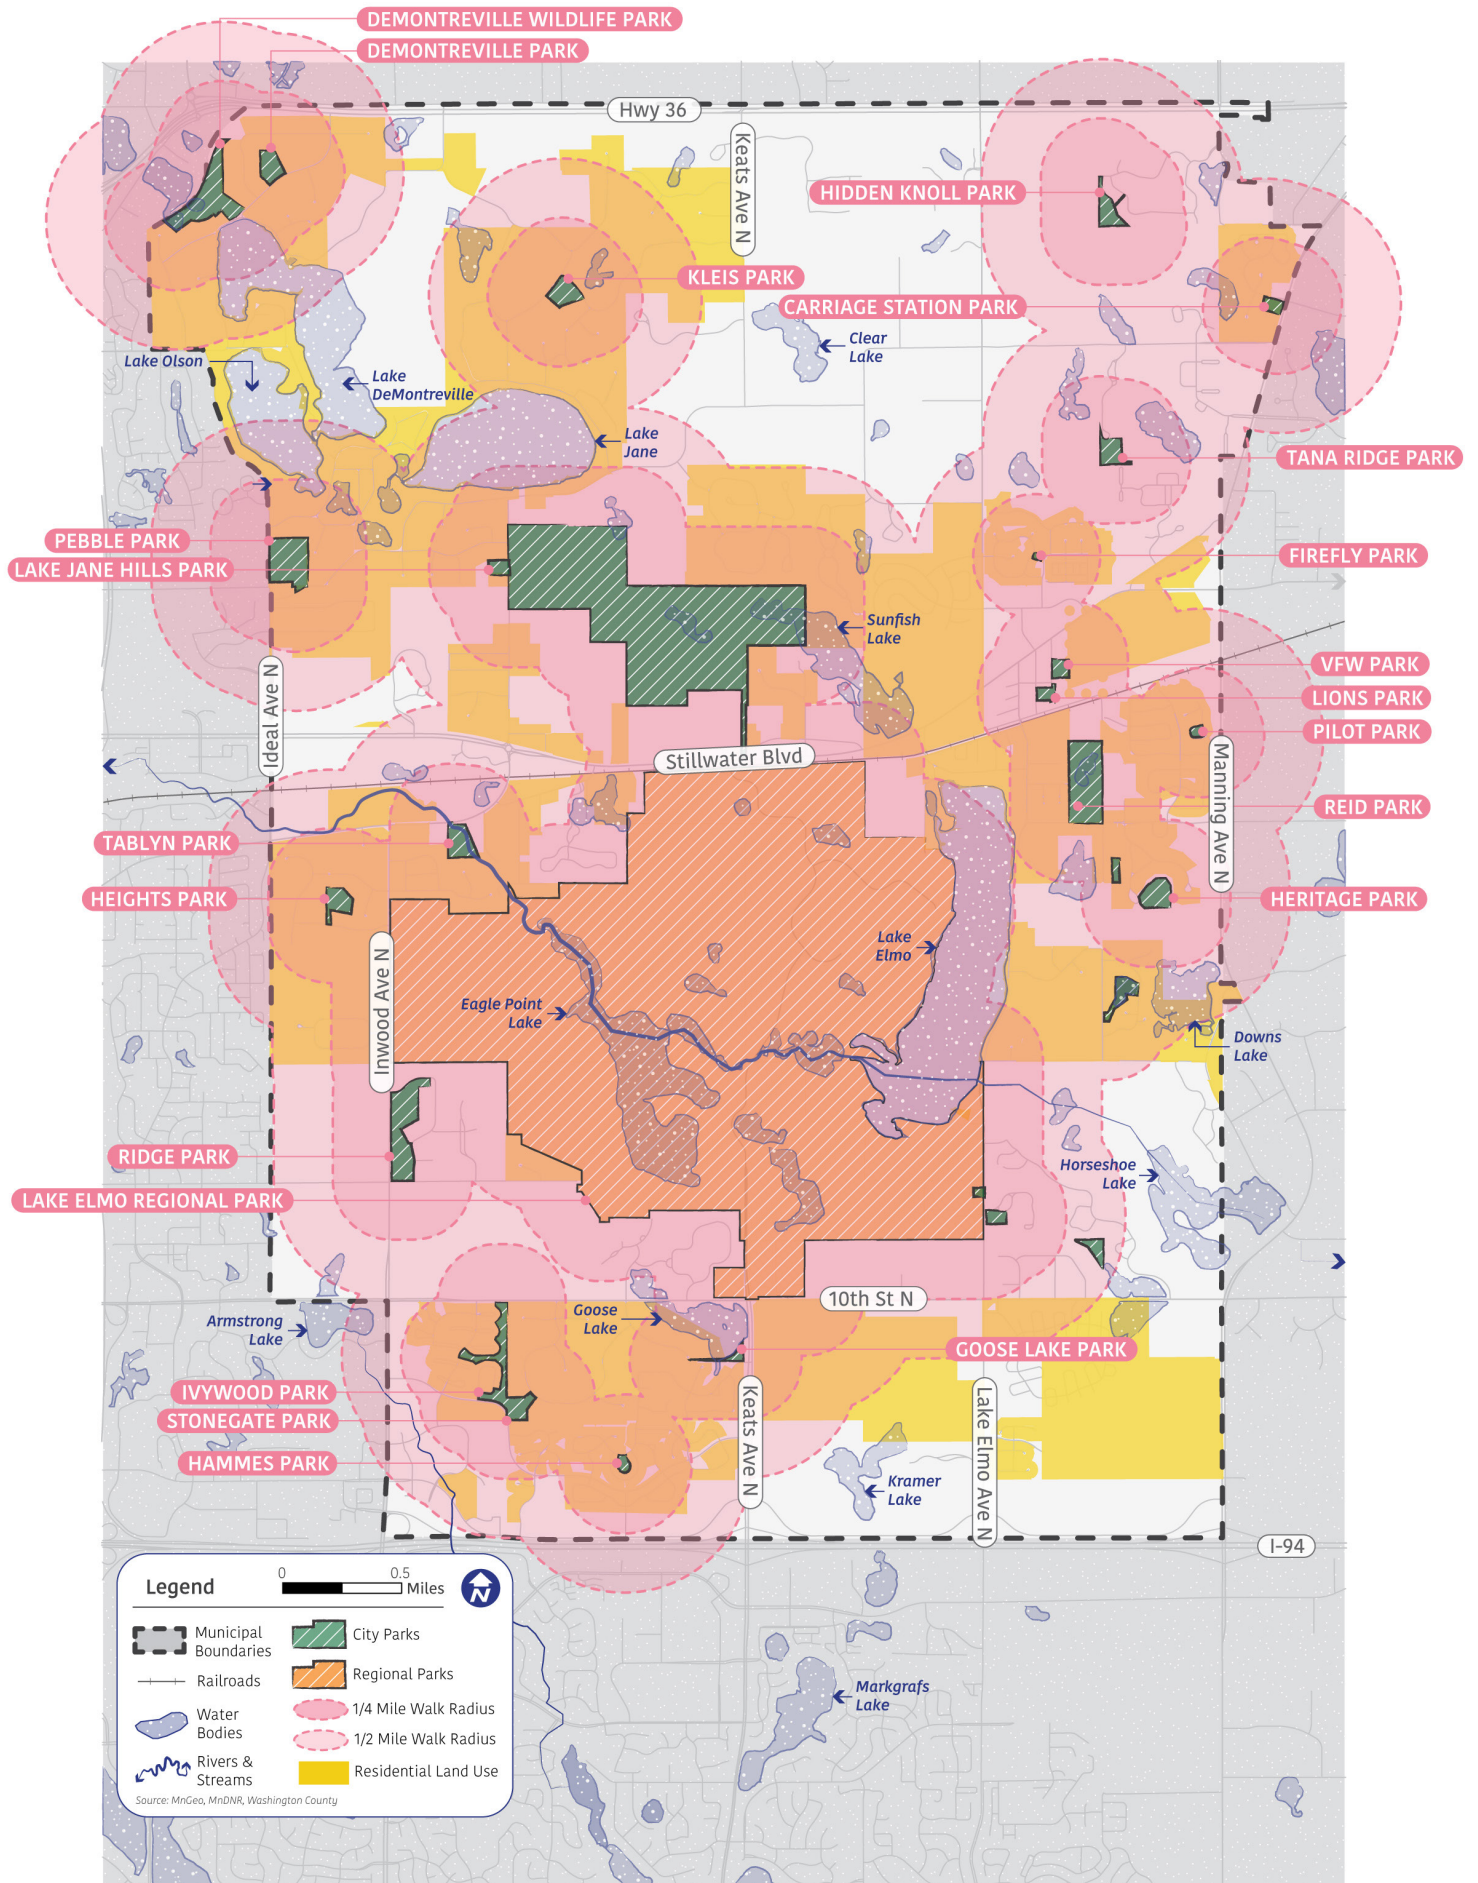 DEMONTREVILLE WILDLIFE PARK
DEMONTREVILLE PARK
Hwy 36
Keats Ave N
HIDDEN KNOLL PARK
KLEIS PARK
CARRIAGE STATION PARK
Clear
Lake
Lake Olson
Lake
DeMontreville
Lake
Jane
TANA RIDGE PARK
PEBBLE PARK
LAKE JANE HILLS PARK
FIREFLY PARK
Sunfish
Lake
VFW PARK
LIONS PARK
PILOT PARK
Ideal Ave N
Stillwater Blvd
Manning Ave N
REID PARK
TABLYN PARK
HEIGHTS PARK
HERITAGE PARK
Inwood Ave N
Lake
Elmo
Eagle Point
Lake
Downs
Lake
RIDGE PARK
Horseshoe
Lake
LAKE ELMO REGIONAL PARK
10th St N
Armstrong
Lake
Goose
Lake
GOOSE LAKE PARK
IVYWOOD PARK
STONEGATE PARK
Keats Ave N
Lake Elmo Ave N
HAMMES PARK
Kramer
Lake
I-94
Legend
0
0.5
Miles
N
Municipal
Boundaries
City Parks
Railroads
Regional Parks
Water
Bodies
1/4 Mile Walk Radius
1/2 Mile Walk Radius
Rivers &
Streams
Residential Land Use
Source: MnGeo, MnDNR, Washington County
Markgrafs
Lake